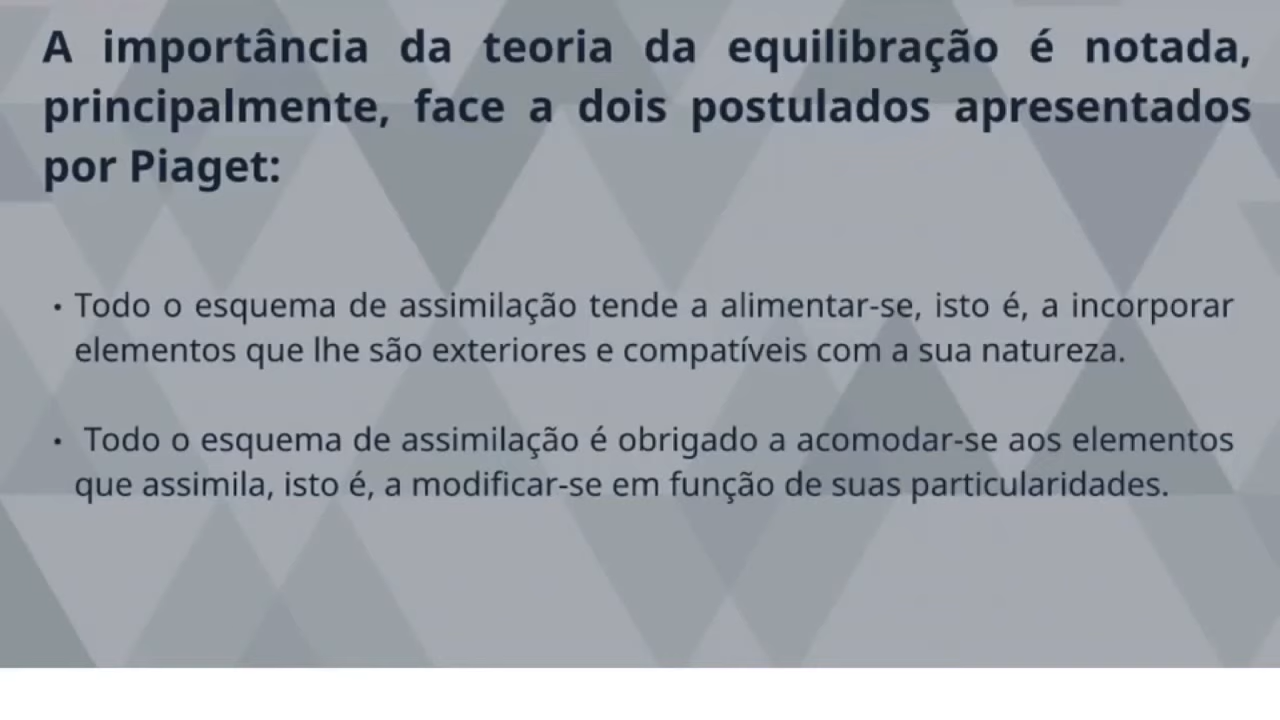 A importância da teoria da equilibração é notada,
principalmente, face a dois postulados apresentados
por Piaget:
• Todo o esquema de assimilação tende a alimentar-se, isto é, a incorporar
elementos que lhe são exteriores e compatíveis com a sua natureza.
• Todo o esquema de assimilação é obrigado a acomodar-se aos elementos
que assimila, isto é, a modificar-se em função de suas particularidades.